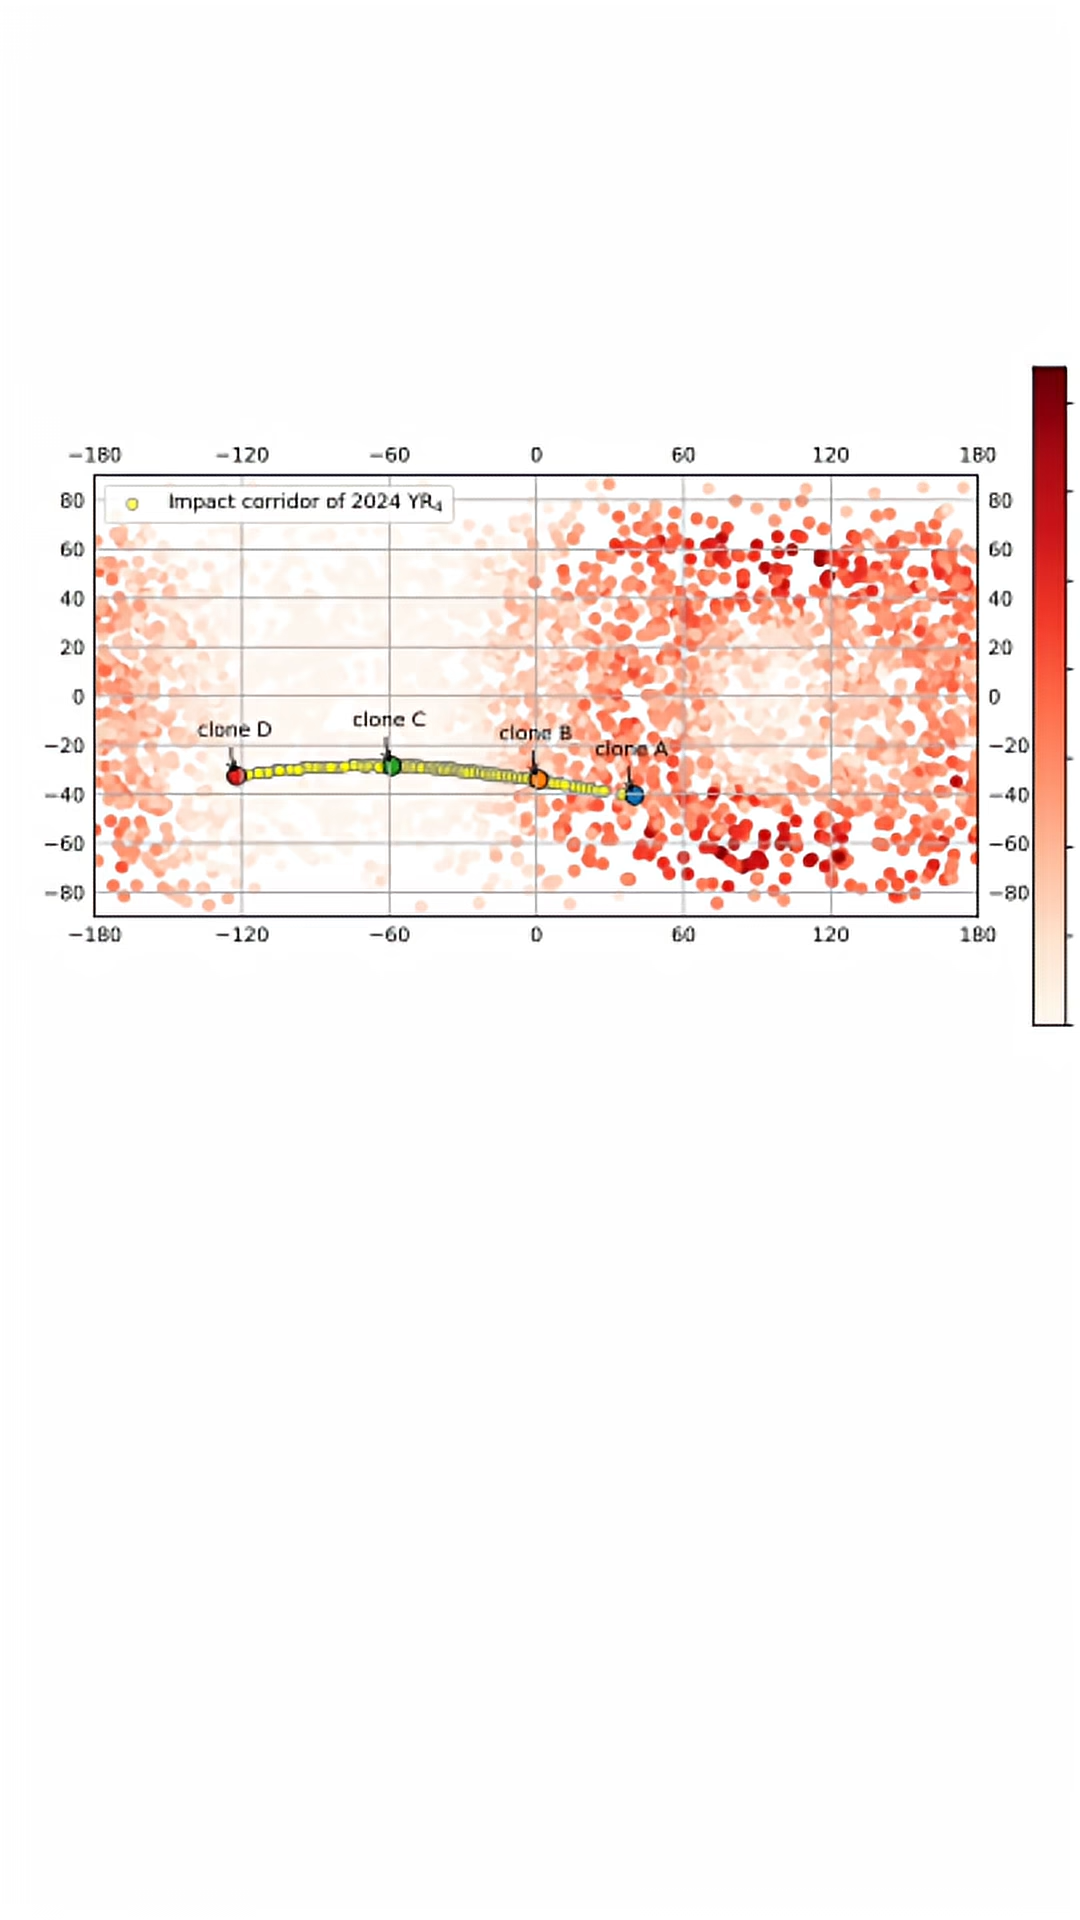 −180 −120 −60 0 60 120 180
Impact corridor of 2024 YR₄
80 80
60 60
40 40
20 20
0 0
clone D clone C clone B clone A
−20 −20
−40 −40
−60 −60
−80 −80
−180 −120 −60 0 60 120 180